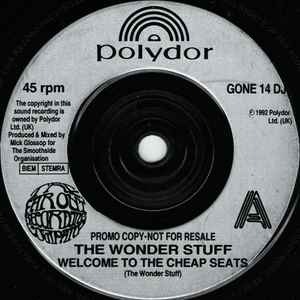 polydor
45 rpm
GONE 14 DJ
The copyright in this
sound recording is
owned by Polydor
Ltd. (UK)
Produced & Mixed by
Mick Glossop for
The Smoothside
Organisation
℗ 1992 Polydor
Ltd. (UK)
BIEM STEMRA
A
PROMO COPY-NOT FOR RESALE
THE WONDER STUFF
WELCOME TO THE CHEAP SEATS
(The Wonder Stuff)